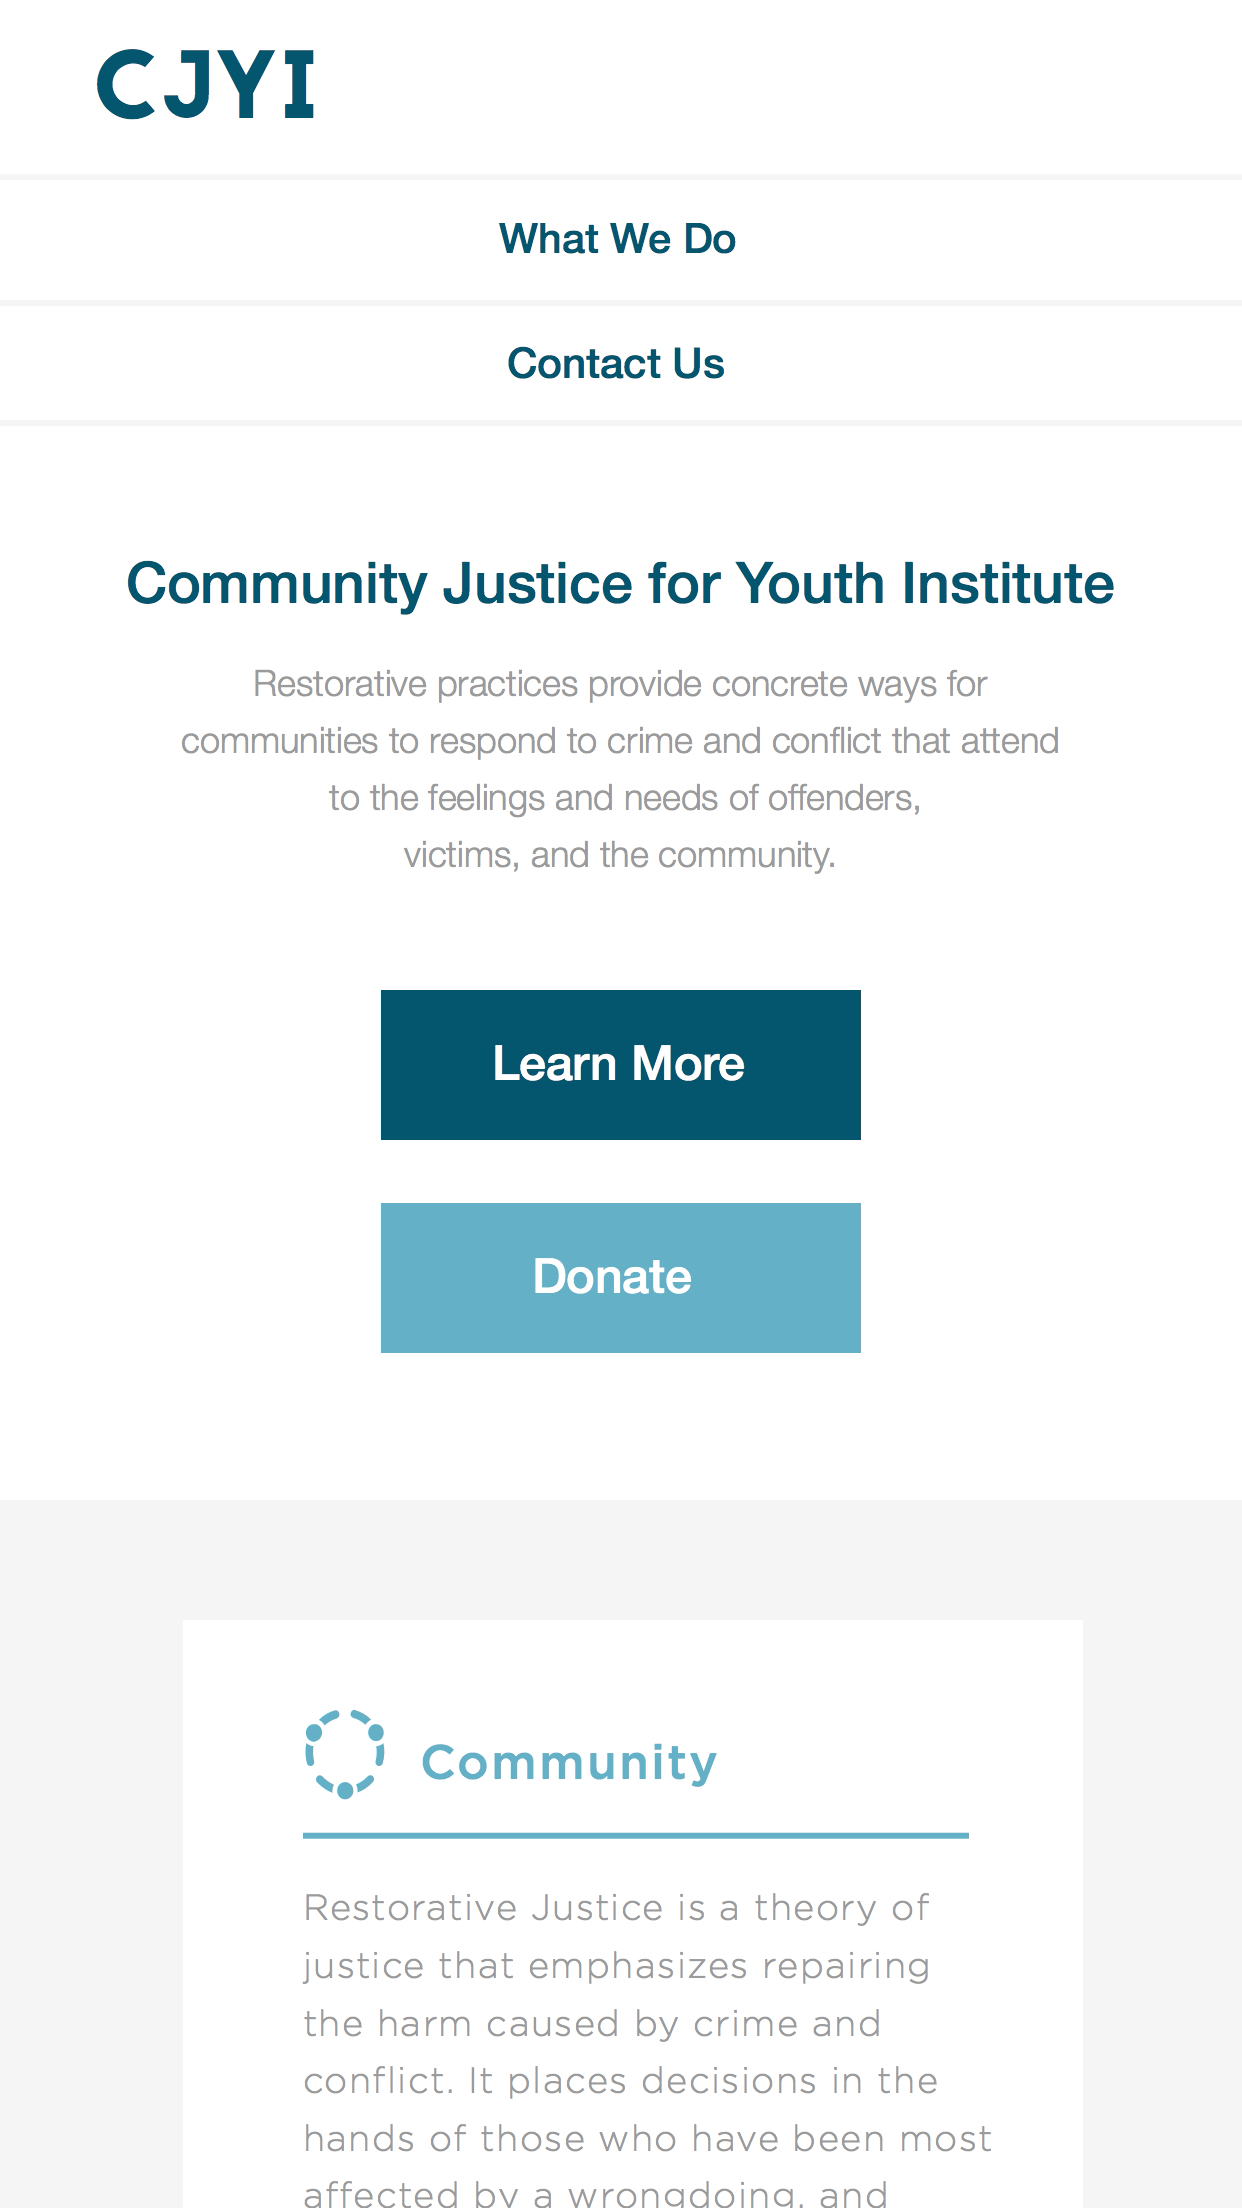 CJYI
What We Do
Contact Us
Community Justice for Youth Institute
Restorative practices provide concrete ways for
communities to respond to crime and conflict that attend
to the feelings and needs of offenders,
victims, and the community.
Learn More
Donate
Community
Restorative Justice is a theory of
justice that emphasizes repairing
the harm caused by crime and
conflict. It places decisions in the
hands of those who have been most
affected by a wrongdoing, and